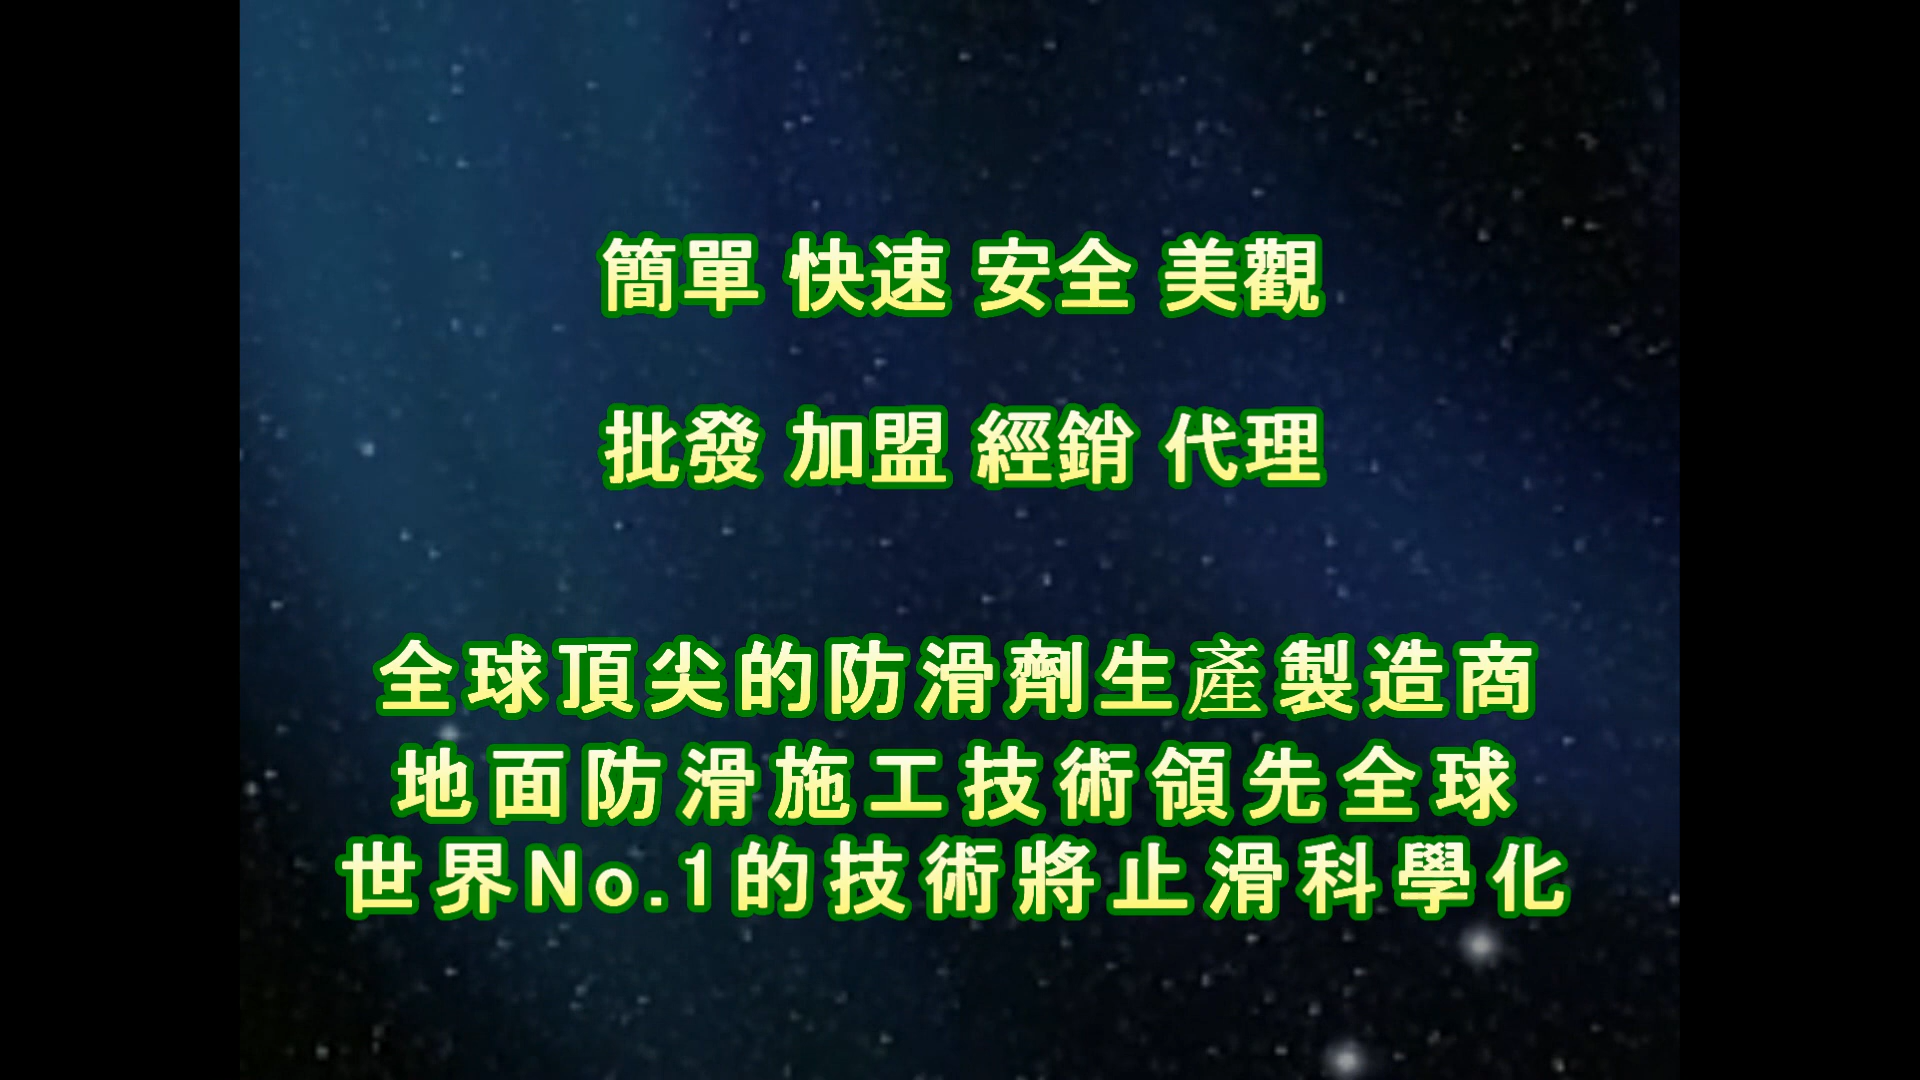 簡單 快速 安全 美觀
批發 加盟 經銷 代理
全球頂尖的防滑劑生產製造商
地面防滑施工技術領先全球
世界No.1的技術將止滑科學化